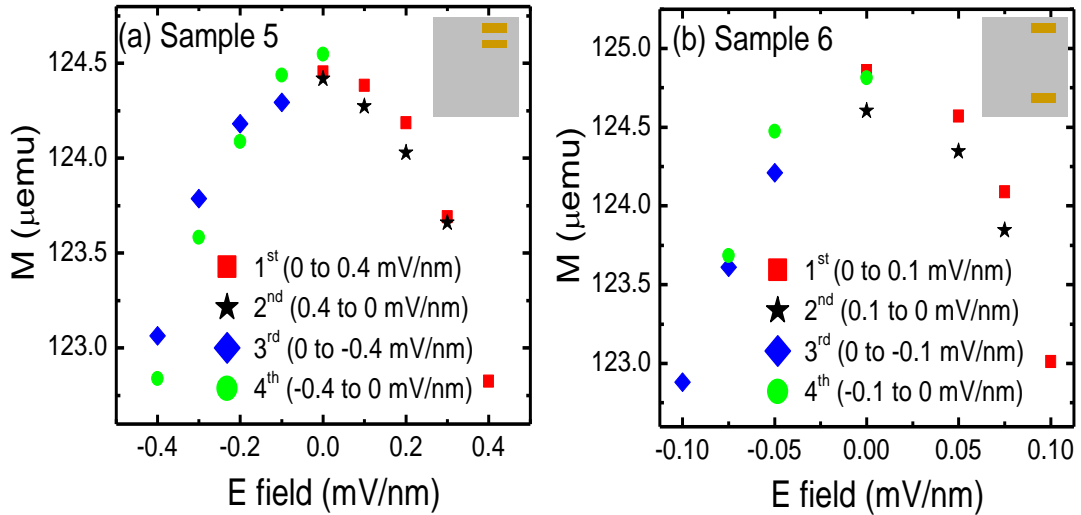 (a) Sample 5
M (μemu)
124.5
124.0
123.5
123.0
1st (0 to 0.4 mV/nm)
2nd (0.4 to 0 mV/nm)
3rd (0 to -0.4 mV/nm)
4th (-0.4 to 0 mV/nm)
-0.4 -0.2 0.0 0.2 0.4
E field (mV/nm)
(b) Sample 6
M (μemu)
125.0
124.5
124.0
123.5
123.0
1st (0 to 0.1 mV/nm)
2nd (0.1 to 0 mV/nm)
3rd (0 to -0.1 mV/nm)
4th (-0.1 to 0 mV/nm)
-0.10 -0.05 0.00 0.05 0.10
E field (mV/nm)